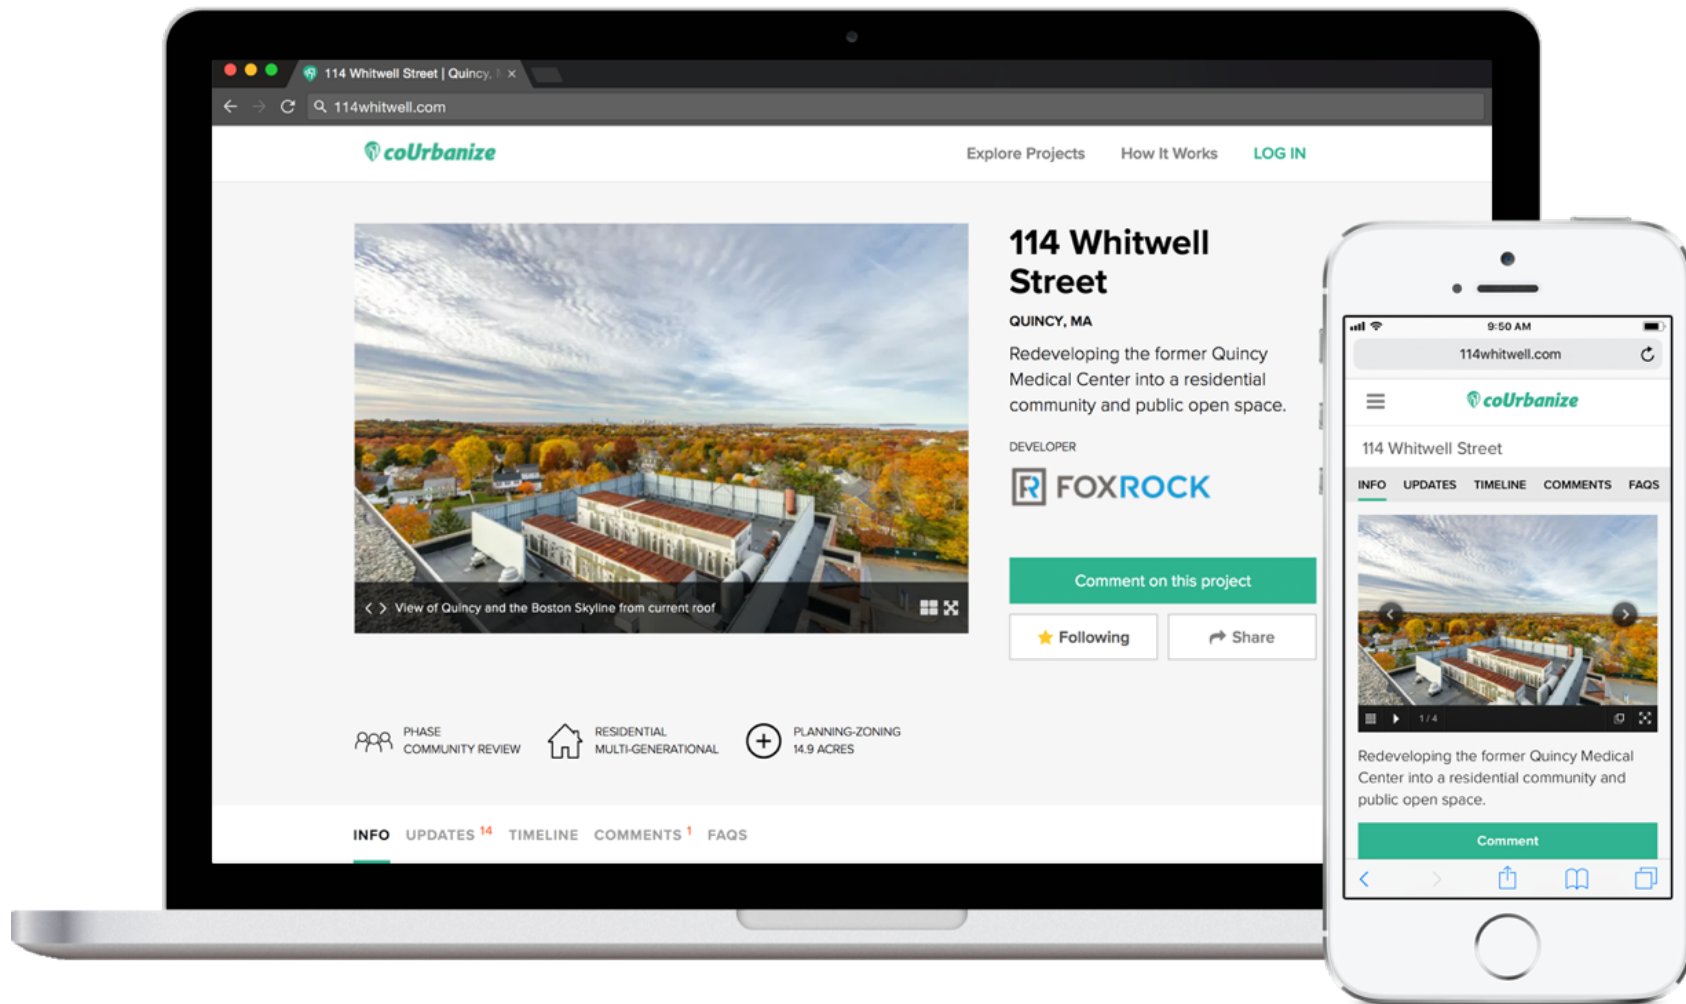 114 Whitwell Street | Quincy,
114whitwell.com
coUrbanize
Explore Projects
How It Works
LOG IN
114 Whitwell
Street
QUINCY, MA
Redeveloping the former Quincy
Medical Center into a residential
community and public open space.
DEVELOPER
FR FOXROCK
Comment on this project
Following
Share
View of Quincy and the Boston Skyline from current roof
PHASE
COMMUNITY REVIEW
RESIDENTIAL
MULTI-GENERATIONAL
PLANNING-ZONING
14.9 ACRES
INFO UPDATES 14 TIMELINE COMMENTS 1 FAQS
9:50 AM
114whitwell.com
coUrbanize
114 Whitwell Street
INFO UPDATES TIMELINE COMMENTS FAQS
1/4
Redeveloping the former Quincy Medical
Center into a residential community and
public open space.
Comment